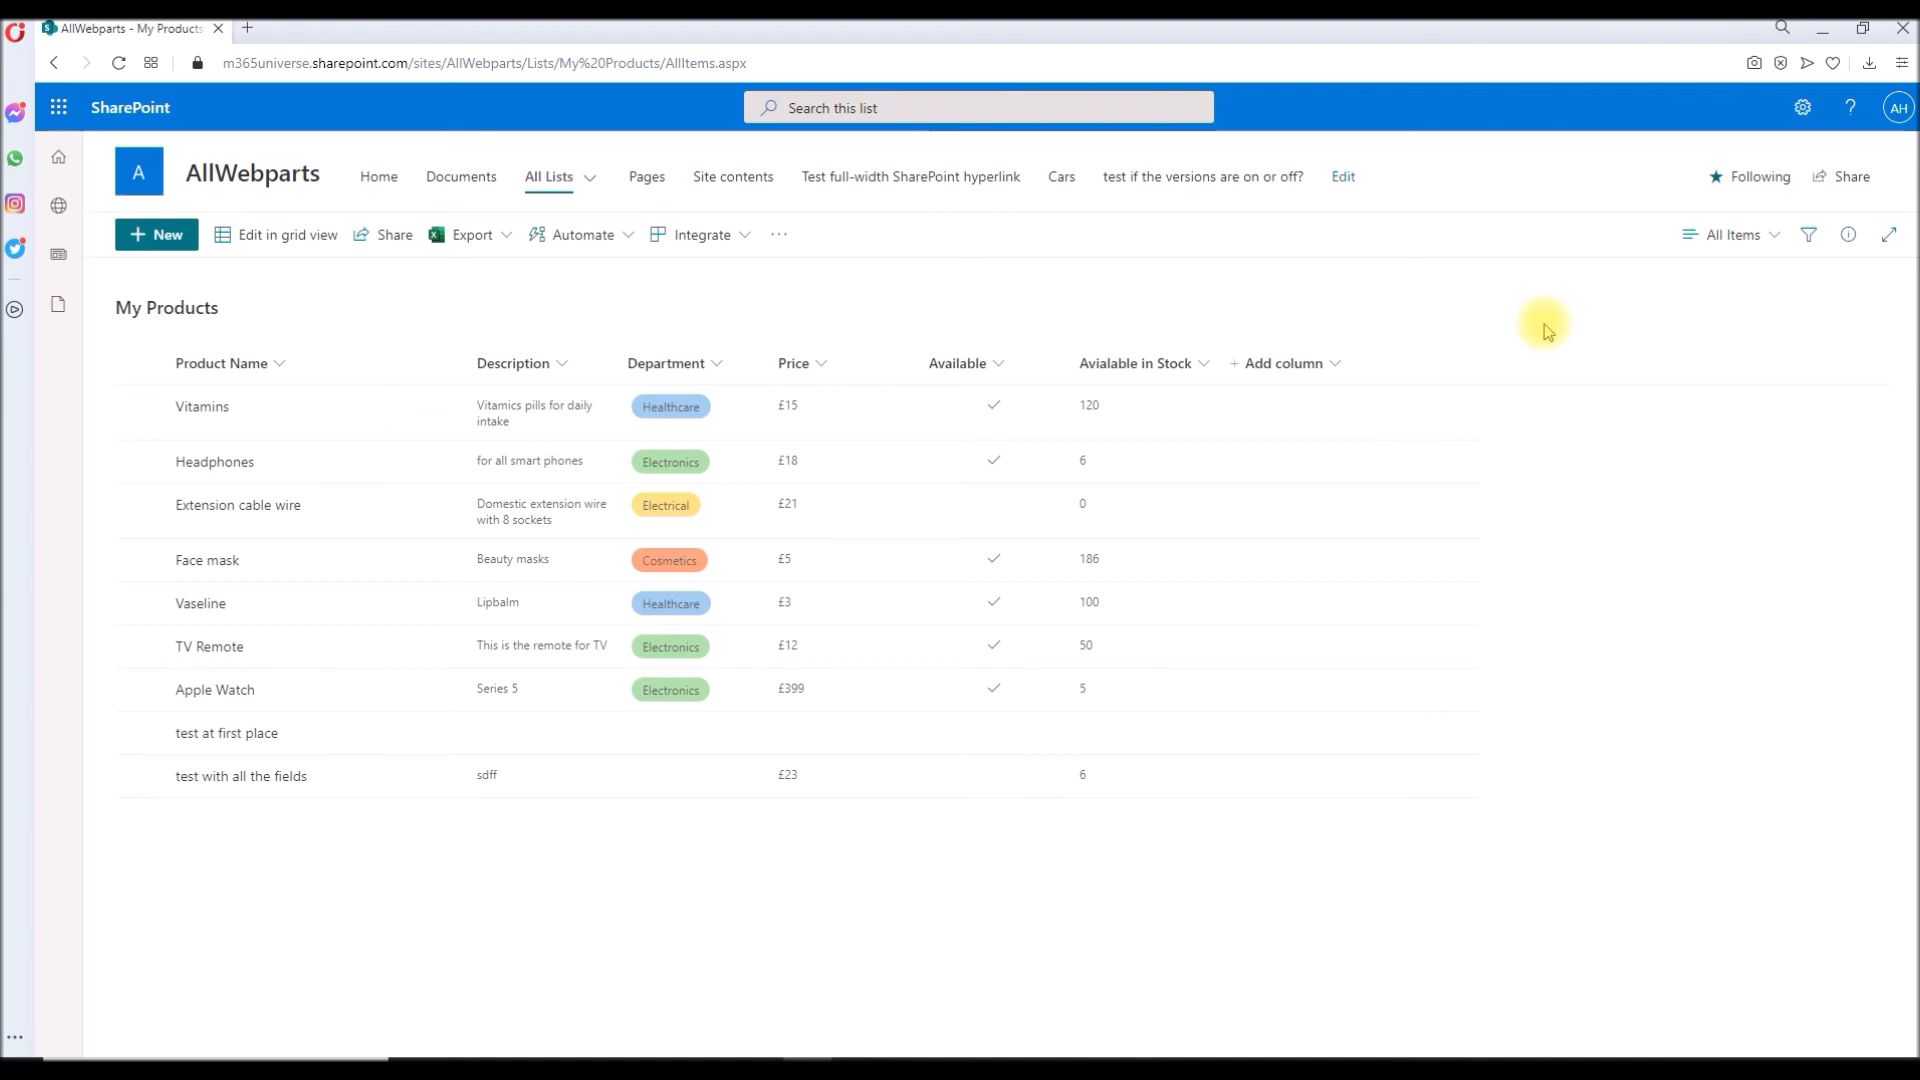 AllWebparts - My Products
m365universe.sharepoint.com/sites/AllWebparts/Lists/My%20Products/AllItems.aspx
SharePoint
Search this list
AH
A
AllWebparts
Home
Documents
All Lists
Pages
Site contents
Test full-width SharePoint hyperlink
Cars
test if the versions are on or off?
Edit
Following
Share
New
Edit in grid view
Share
Export
Automate
Integrate
All Items
My Products
Product Name Description Department Price Available Avialable in Stock + Add column
Vitamins Vitamics pills for daily Healthcare £15 120
intake
Headphones for all smart phones Electronics £18 6
Extension cable wire Domestic extension wire Electrical £21 0
with 8 sockets
Face mask Beauty masks Cosmetics £5 186
Vaseline Lipbalm Healthcare £3 100
TV Remote This is the remote for TV Electronics £12 50
Apple Watch Series 5 Electronics £399 5
test at first place
test with all the fields sdff £23 6